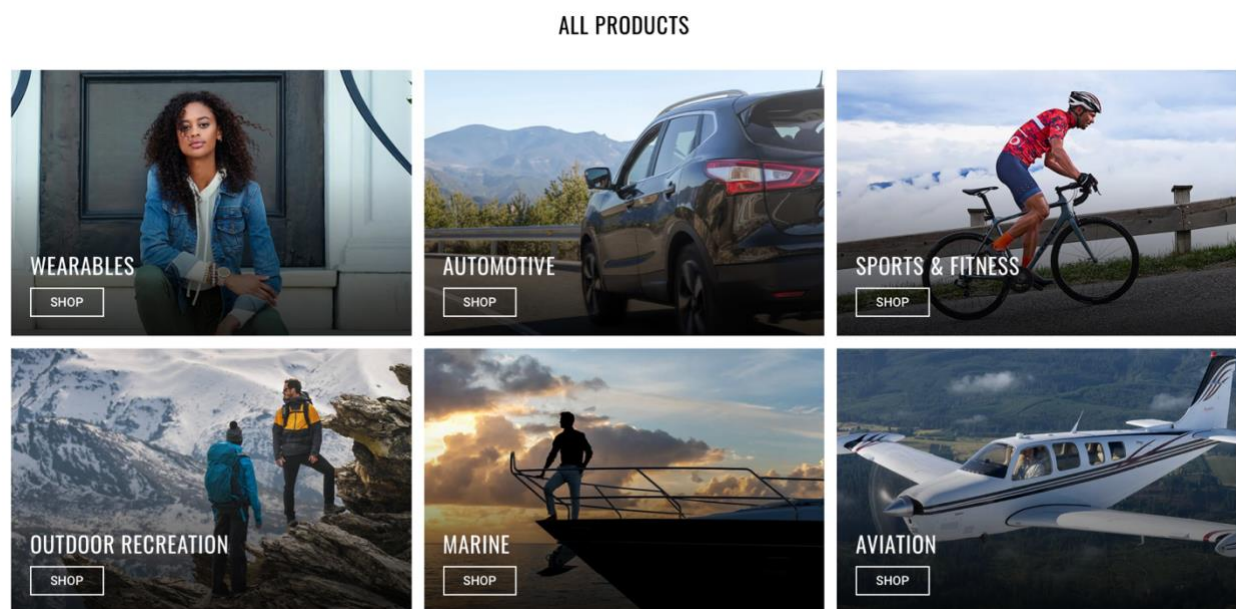 ALL PRODUCTS
WEARABLES
SHOP
AUTOMOTIVE
SHOP
SPORTS & FITNESS
SHOP
OUTDOOR RECREATION
SHOP
MARINE
SHOP
AVIATION
SHOP